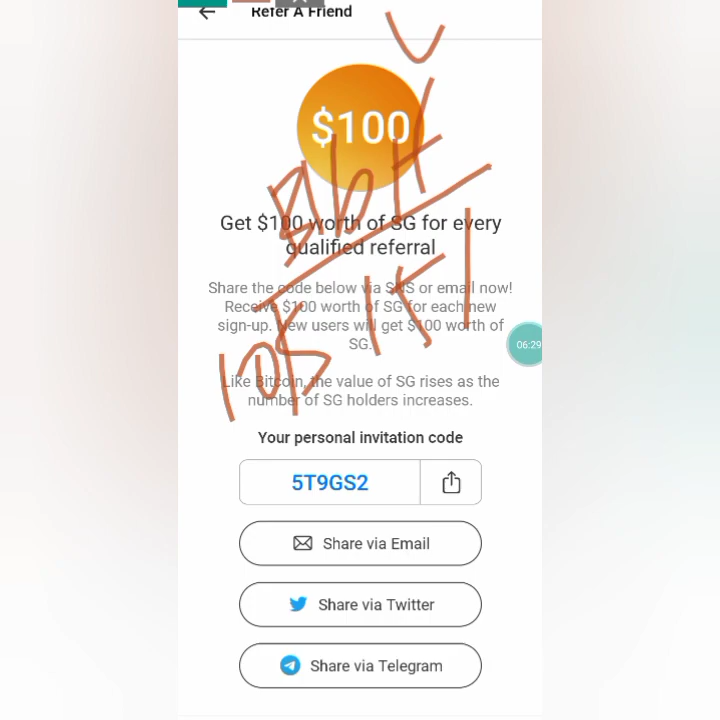 Refer A Friend
$100
Get $100 worth of SG for every
qualified referral
Share the code below via SNS or email now!
Receive $100 worth of SG for each new
sign-up. New users will get $100 worth of
SG.
06:29
Like Bitcoin, the value of SG rises as the
number of SG holders increases.
Your personal invitation code
5T9GS2
Share via Email
Share via Twitter
Share via Telegram